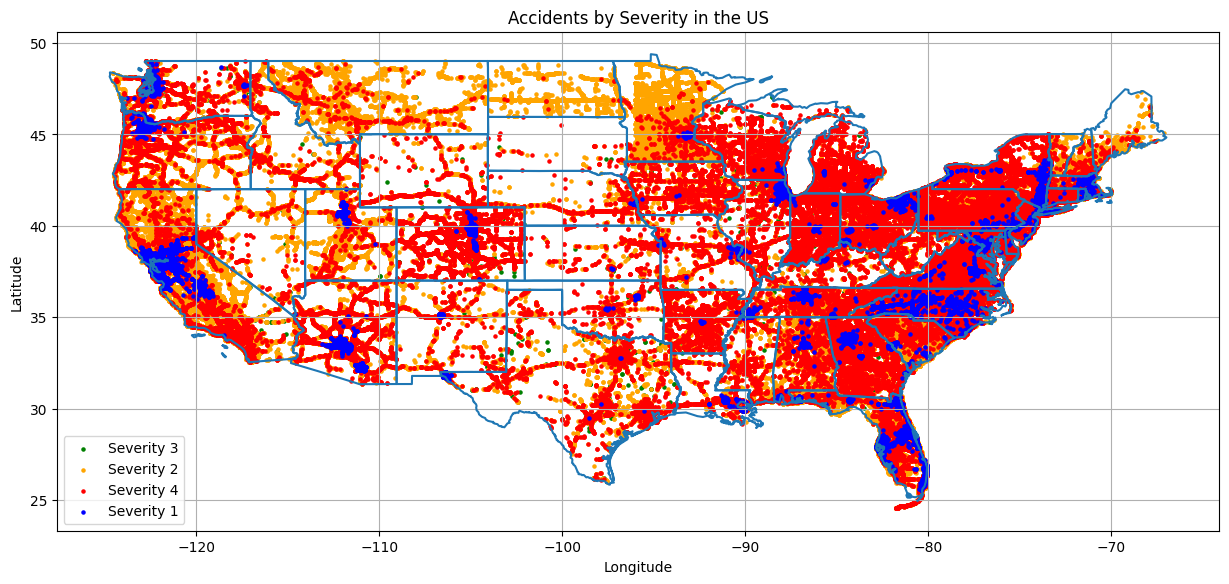 Accidents by Severity in the US
50
45
40
35
30
25
Latitude
Severity 3
Severity 2
Severity 4
Severity 1
−120
−110
−100
−90
−80
−70
Longitude